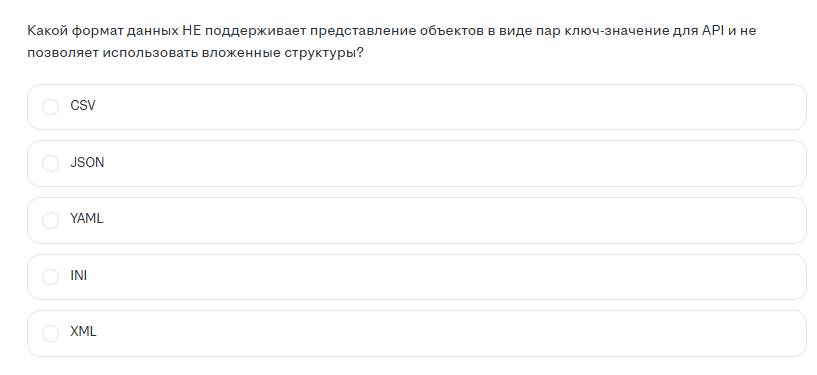 Какой формат данных НЕ поддерживает представление объектов в виде пар ключ-значение для API и не
позволяет использовать вложенные структуры?
CSV
JSON
YAML
INI
XML